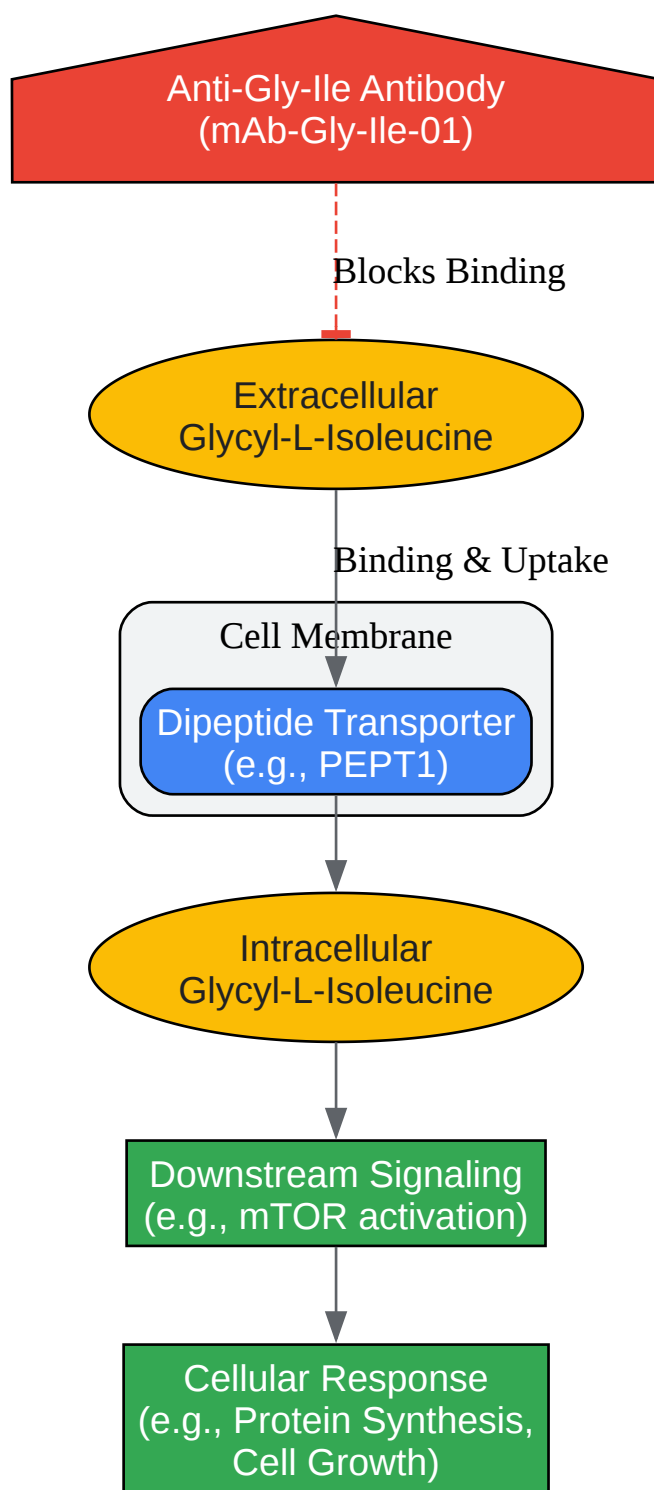 Anti-Gly-Ile Antibody
(mAb-Gly-Ile-01)
Blocks Binding
Extracellular
Glycyl-L-Isoleucine
Binding & Uptake
Cell Membrane
Dipeptide Transporter
(e.g., PEPT1)
Intracellular
Glycyl-L-Isoleucine
Downstream Signaling
(e.g., mTOR activation)
Cellular Response
(e.g., Protein Synthesis,
Cell Growth)